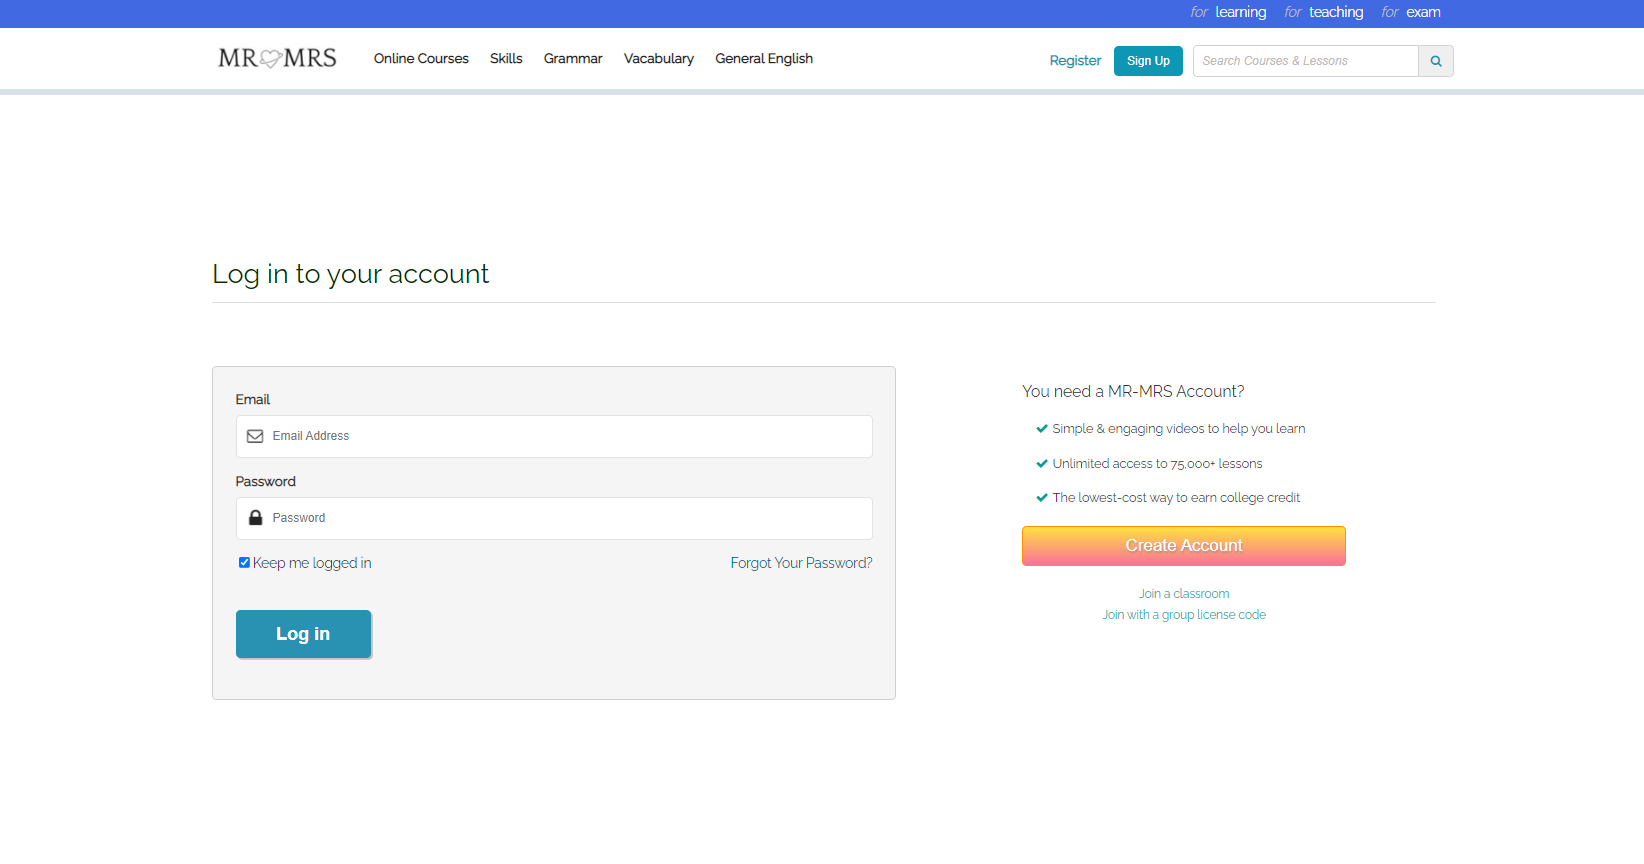 for learning for teaching for exam
MR MRS Online Courses Skills Grammar Vacabulary General English Register Sign Up Search Courses & Lessons
Log in to your account
Email
Email Address
Password
Password
Keep me logged in Forgot Your Password?
Log in
You need a MR-MRS Account?
Simple & engaging videos to help you learn
Unlimited access to 75,000+ lessons
The lowest-cost way to earn college credit
Create Account
Join a classroom
Join with a group license code